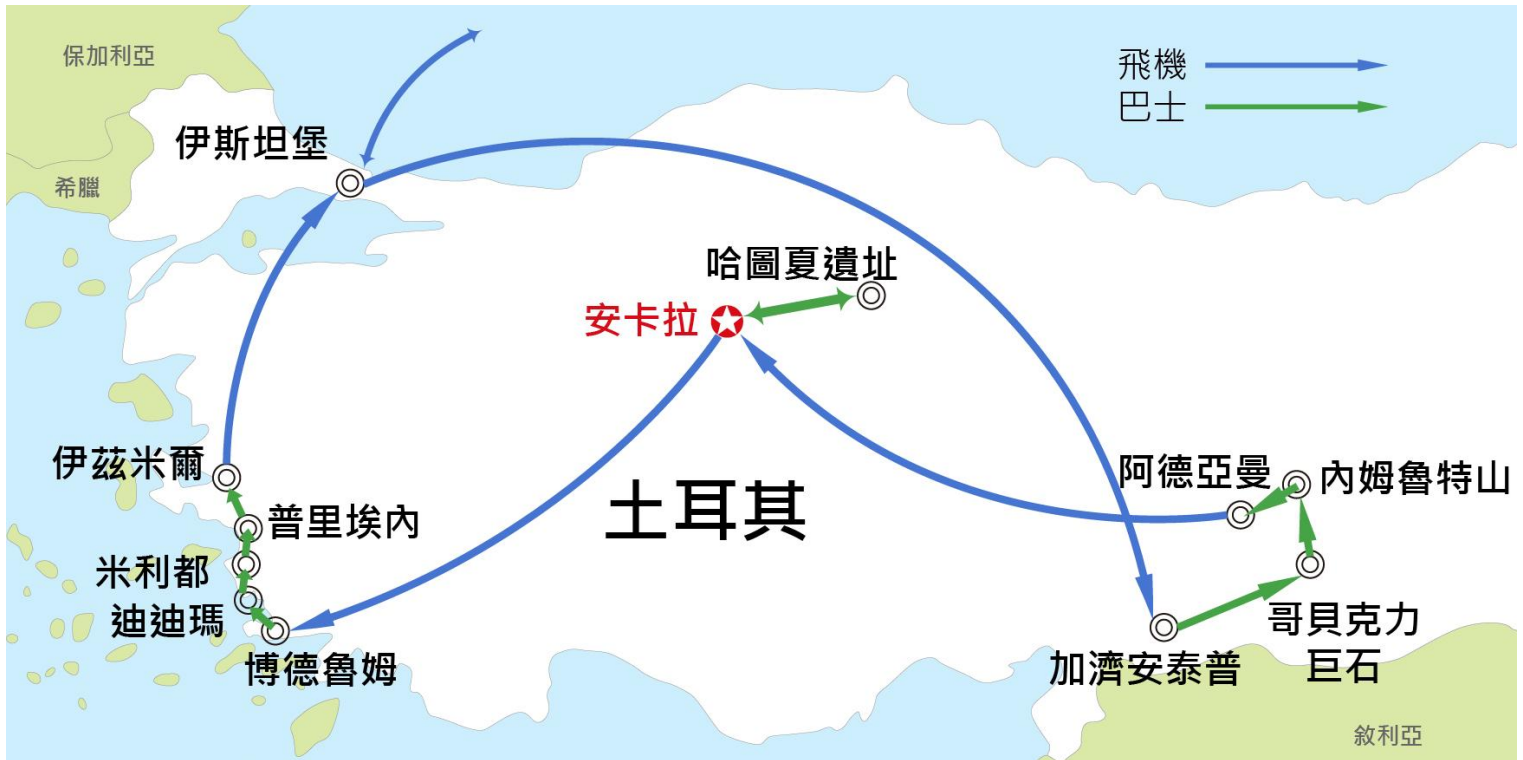 保加利亞
飛機
巴士
伊斯坦堡
希臘
哈圖夏遺址
安卡拉
伊茲米爾
阿德亞曼
內姆魯特山
普里埃內
土耳其
米利都
迪迪瑪
哥貝克力
巨石
博德魯姆
加濟安泰普
敘利亞